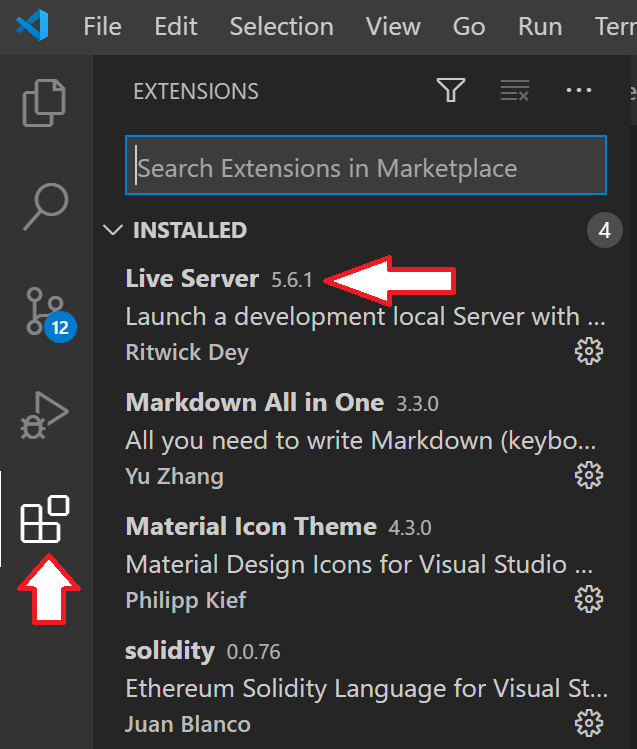 File Edit Selection View Go Run Terr
EXTENSIONS
Search Extensions in Marketplace
INSTALLED 4
Live Server 5.6.1
Launch a development local Server with ...
Ritwick Dey
12
Markdown All in One 3.3.0
All you need to write Markdown (keybo...
Yu Zhang
Material Icon Theme 4.3.0
Material Design Icons for Visual Studio ...
Philipp Kief
solidity 0.0.76
Ethereum Solidity Language for Visual St...
Juan Blanco